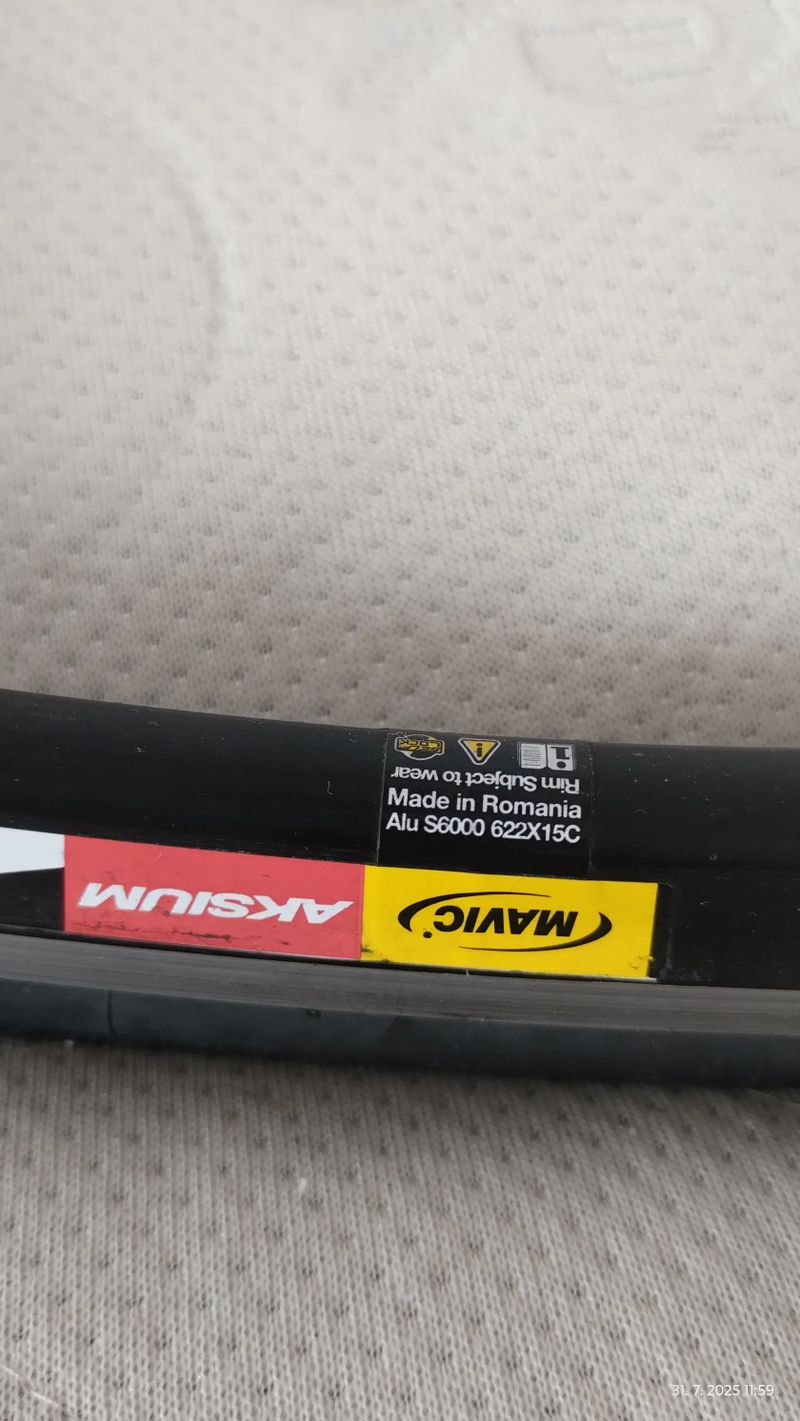 Rim Subject to wear
Made in Romania
Alu S6000 622X15C
AKSIUM
MAVIC
31. 7. 2025 11:59